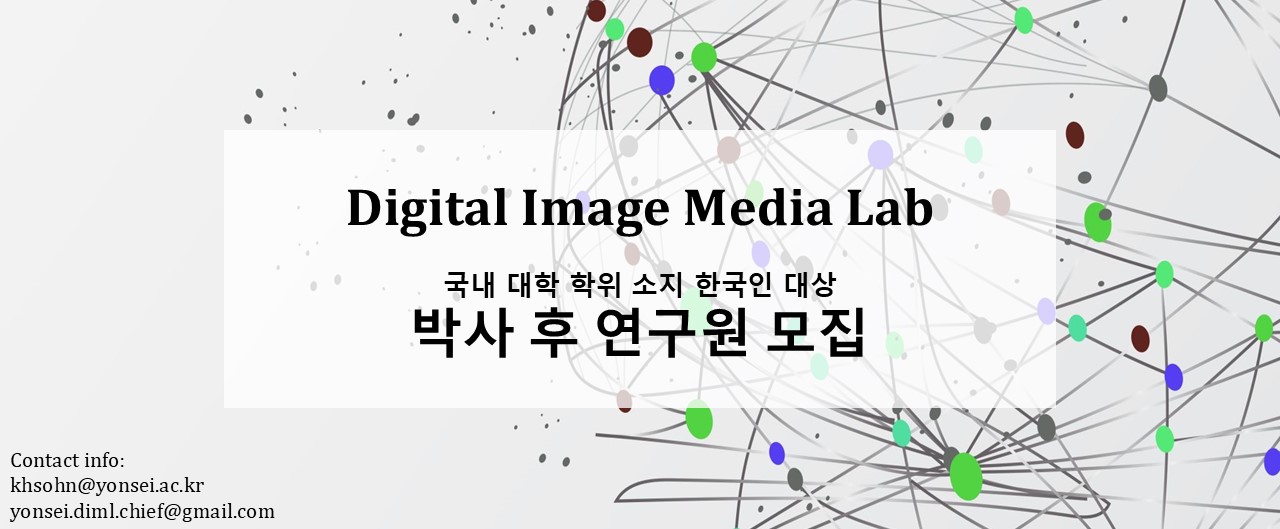 Digital Image Media Lab
국내 대학 학위 소지 한국인 대상
박사 후 연구원 모집
Contact info:
khsohn@yonsei.ac.kr
yonsei.diml.chief@gmail.com